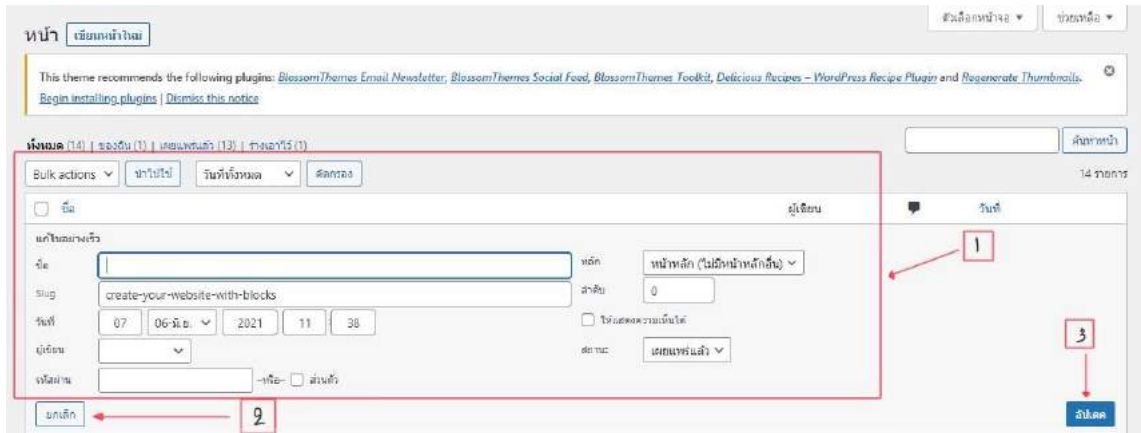 ตัวเลือกหน้าจอ ช่วยเหลือ
หน้า เขียนหน้าใหม่
This theme recommends the following plugins: BlossomThemes Email Newsletter, BlossomThemes Social Feed, BlossomThemes Toolkit, Delicious Recipes – WordPress Recipe Plugin and Regenerate Thumbnails.
Begin installing plugins | Dismiss this notice
ทั้งหมด (14) | ของฉัน (1) | เผยแพร่แล้ว (13) | ร่างเอาไว้ (1) ค้นหาหน้า
Bulk actions นำไปใช้ วันที่ทั้งหมด คัดกรอง 14 รายการ
ชื่อ ผู้เขียน วันที่
แก้ไขอย่างเร็ว 1
ชื่อ หลัก หน้าหลัก (ไม่มีหน้าหลักอื่น)
Slug create-your-website-with-blocks ลำดับ 0
วันที่ 07 06-มิ.ย. 2021 11 38 ให้แสดงความเห็นได้
ผู้เขียน สถานะ เผยแพร่แล้ว 3
รหัสผ่าน –หรือ– ส่วนตัว
ยกเลิก 2 อัปเดต